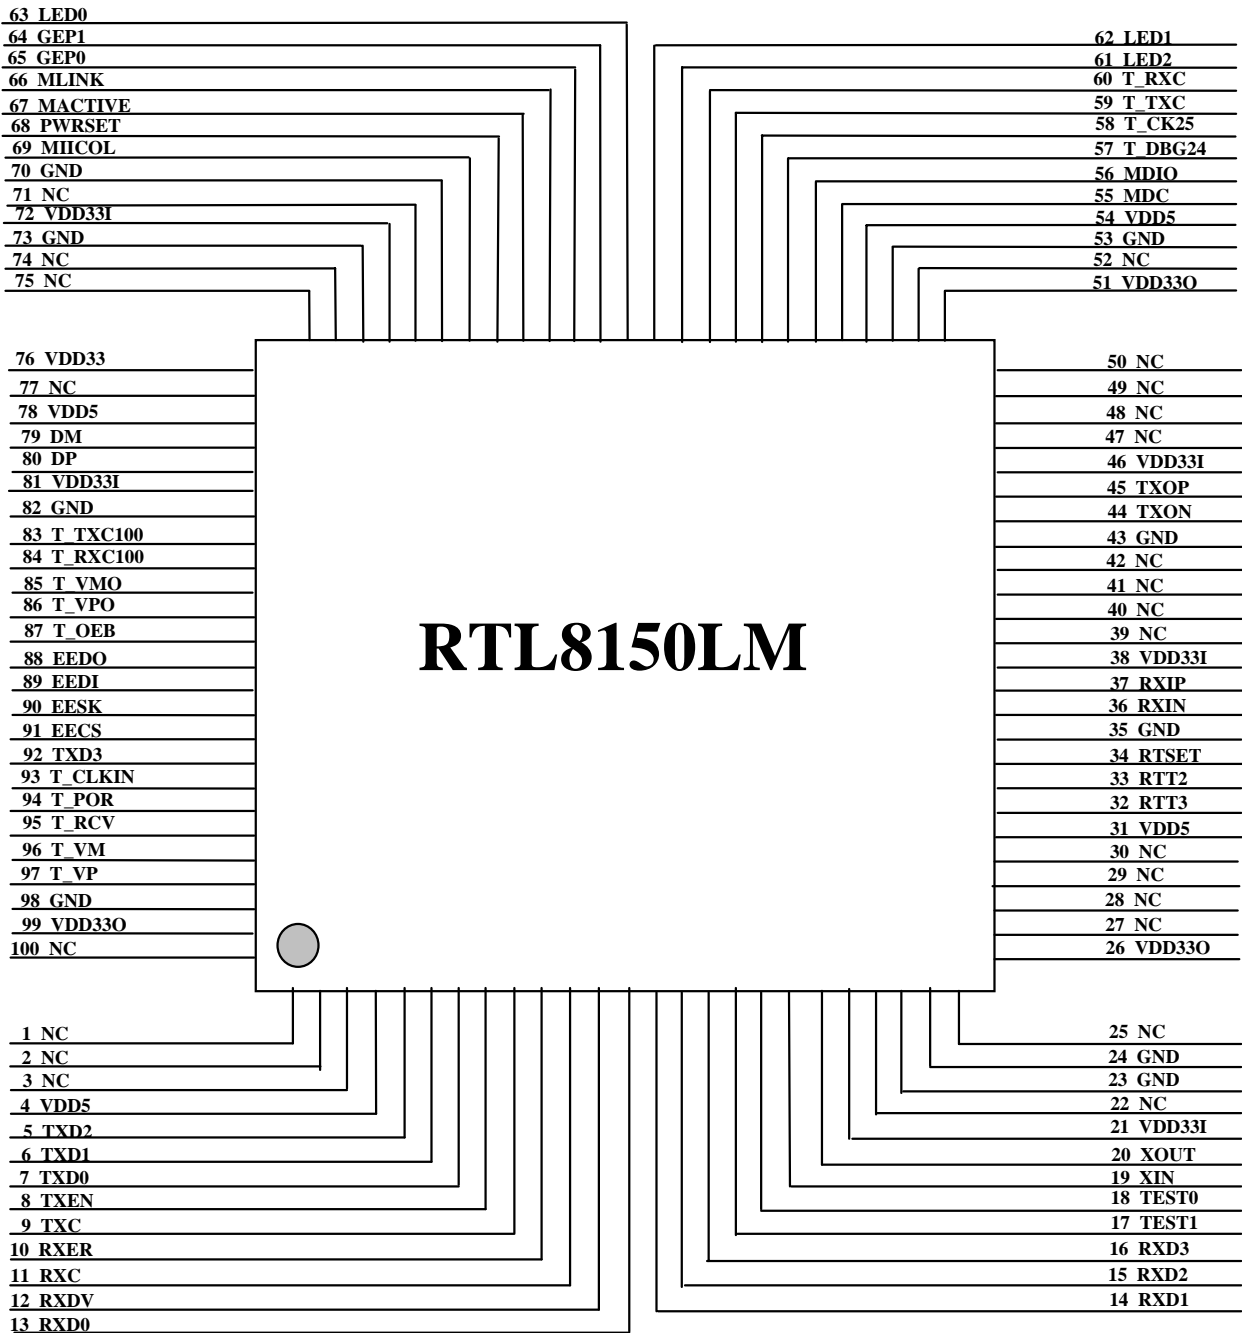 63 LED0
64 GEP1
65 GEP0
66 MLINK
67 MACTIVE
68 PWRSET
69 MIICOL
70 GND
71 NC
72 VDD33I
73 GND
74 NC
75 NC
62 LED1
61 LED2
60 T_RXC
59 T_TXC
58 T_CK25
57 T_DBG24
56 MDIO
55 MDC
54 VDD5
53 GND
52 NC
51 VDD33O
76 VDD33
77 NC
78 VDD5
79 DM
80 DP
81 VDD33I
82 GND
83 T_TXC100
84 T_RXC100
85 T_VMO
86 T_VPO
87 T_OEB
88 EEDO
89 EEDI
90 EESK
91 EECS
92 TXD3
93 T_CLKIN
94 T_POR
95 T_RCV
96 T_VM
97 T_VP
98 GND
99 VDD33O
100 NC
RTL8150LM
50 NC
49 NC
48 NC
47 NC
46 VDD33I
45 TXOP
44 TXON
43 GND
42 NC
41 NC
40 NC
39 NC
38 VDD33I
37 RXIP
36 RXIN
35 GND
34 RTSET
33 RTT2
32 RTT3
31 VDD5
30 NC
29 NC
28 NC
27 NC
26 VDD33O
1 NC
2 NC
3 NC
4 VDD5
5 TXD2
6 TXD1
7 TXD0
8 TXEN
9 TXC
10 RXER
11 RXC
12 RXDV
13 RXD0
25 NC
24 GND
23 GND
22 NC
21 VDD33I
20 XOUT
19 XIN
18 TEST0
17 TEST1
16 RXD3
15 RXD2
14 RXD1